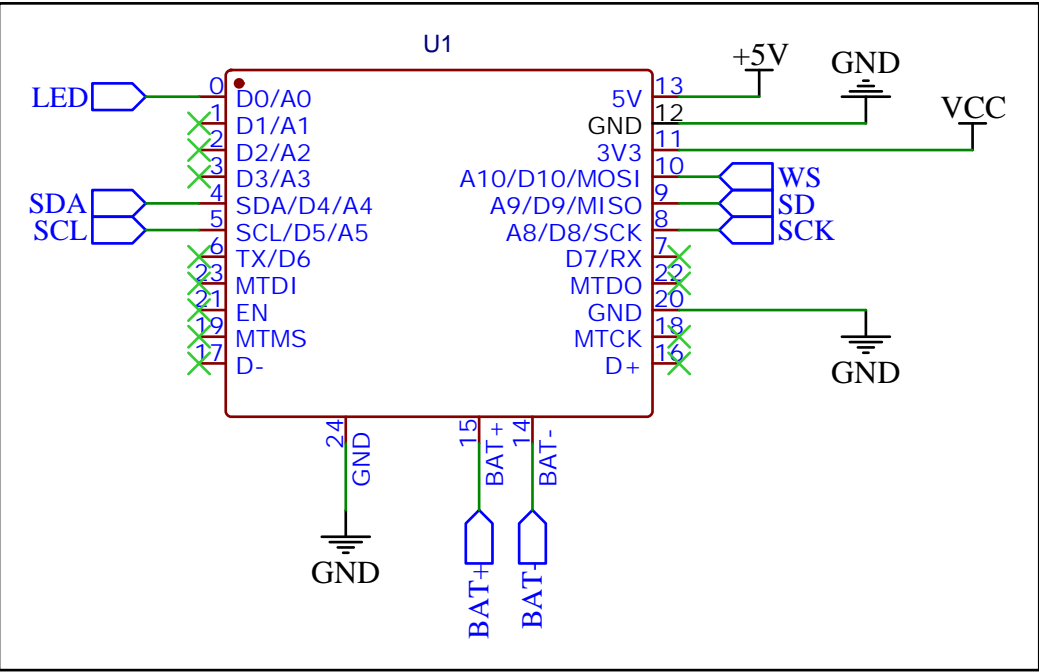 U1
+5V
GND
VCC
LED
0
D0/A0
5V
13
1
D1/A1
GND
12
2
D2/A2
3V3
11
3
D3/A3
A10/D10/MOSI
10
WS
SDA
4
SDA/D4/A4
A9/D9/MISO
9
SD
SCL
5
SCL/D5/A5
A8/D8/SCK
8
SCK
6
TX/D6
D7/RX
7
23
MTDI
MTDO
22
21
EN
GND
20
19
MTMS
MTCK
18
17
D-
D+
16
GND
24
GND
15
BAT+
14
BAT-
GND
BAT+
BAT-